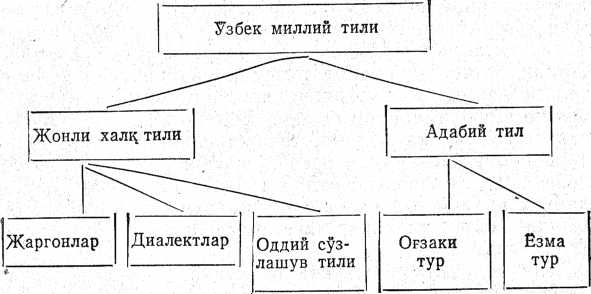 Ўзбек миллий тили
Жонли халқ тили
Адабий тил
Жаргонлар
Диалектлар
Оддий сўз-
лашув тили
Оғзаки
тур
Ёзма
тур